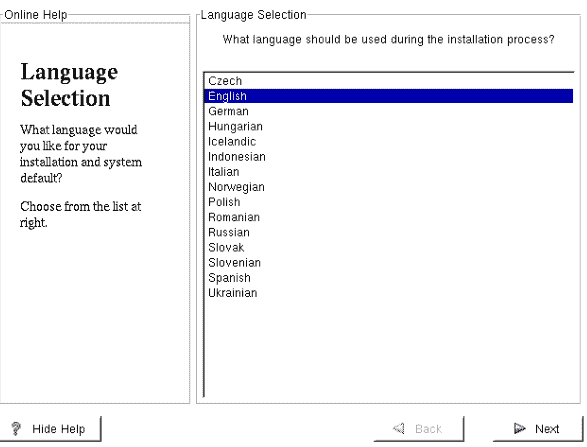 Online Help
Language
Selection
What language would
you like for your
installation and system
default?
Choose from the list at
right.
Language Selection
What language should be used during the installation process?
Czech
English
German
Hungarian
Icelandic
Indonesian
Italian
Norwegian
Polish
Romanian
Russian
Slovak
Slovenian
Spanish
Ukrainian
? Hide Help
Back
Next